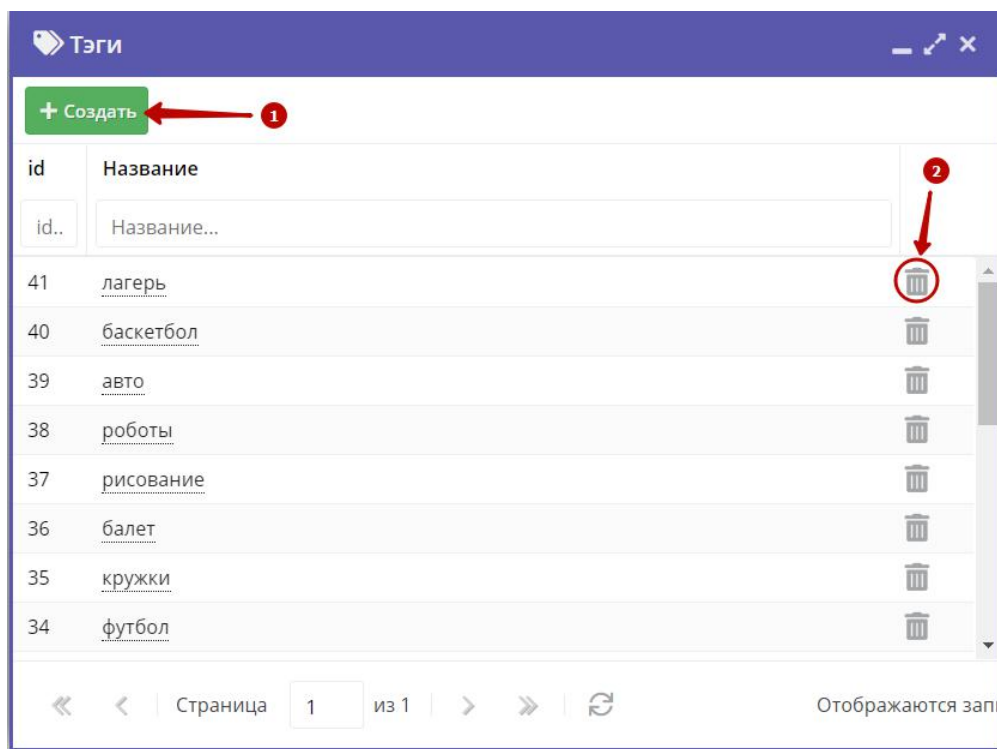 Тэги
+ Создать 1
id Название 2
id.. Название...
41 лагерь
40 баскетбол
39 авто
38 роботы
37 рисование
36 балет
35 кружки
34 футбол
Страница 1 из 1 Отображаются